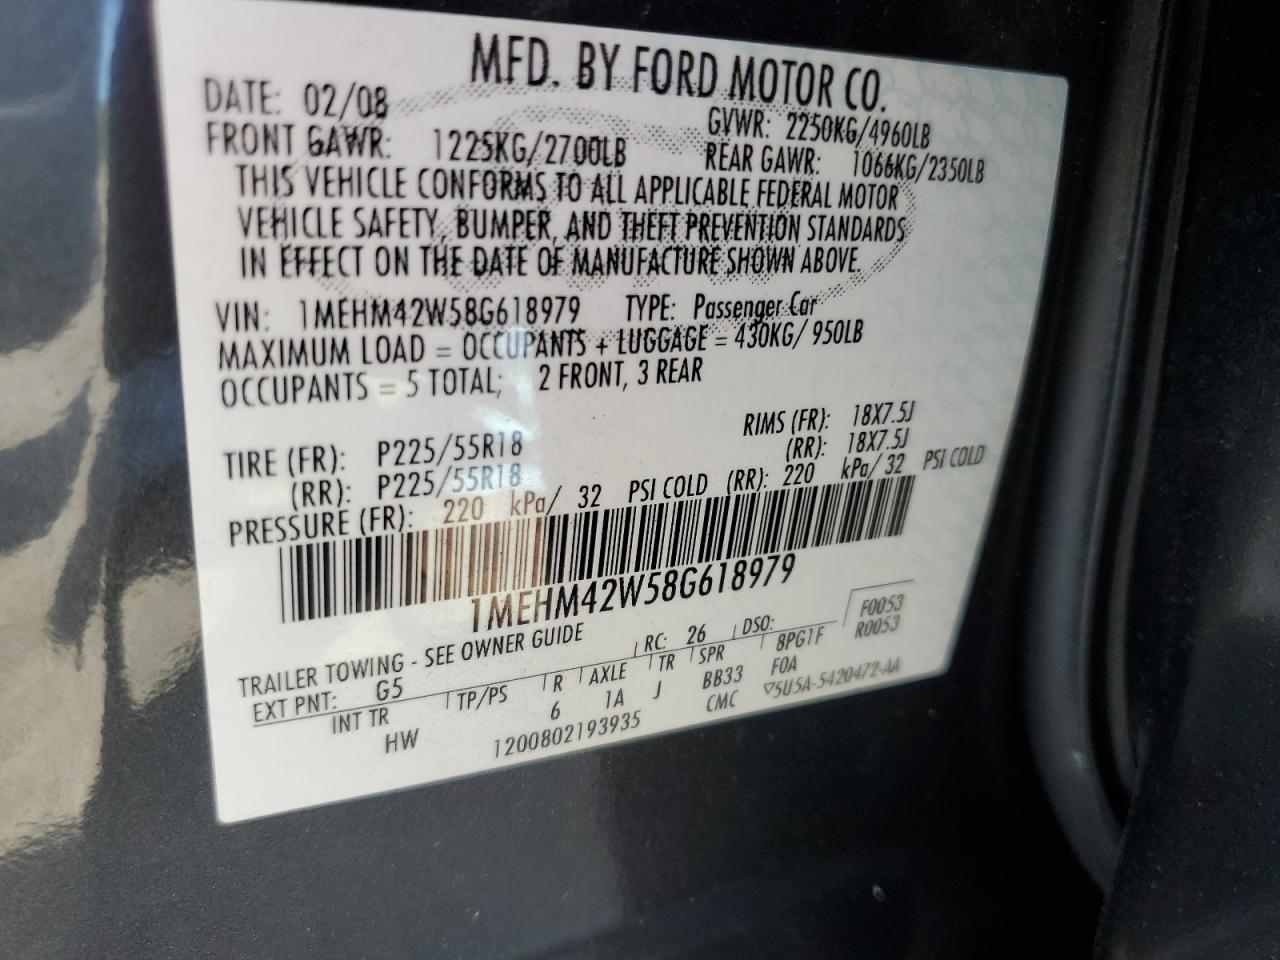 MFD. BY FORD MOTOR CO.
DATE: 02/08 GVWR: 2250KG/4960LB
FRONT GAWR: 1225KG/2700LB REAR GAWR: 1066KG/2350LB
THIS VEHICLE CONFORMS TO ALL APPLICABLE FEDERAL MOTOR
VEHICLE SAFETY, BUMPER, AND THEFT PREVENTION STANDARDS
IN EFFECT ON THE DATE OF MANUFACTURE SHOWN ABOVE.
VIN: 1MEHM42W58G618979 TYPE: Passenger Car
MAXIMUM LOAD = OCCUPANTS + LUGGAGE = 430KG/ 950LB
OCCUPANTS = 5 TOTAL; 2 FRONT, 3 REAR
TIRE (FR): P225/55R18 RIMS (FR): 18X7.5J
(RR): P225/55R18 (RR): 18X7.5J
PRESSURE (FR): 220 kPa/ 32 PSI COLD (RR): 220 kPa/ 32 PSI COLD
1MEHM42W58G618979
TRAILER TOWING - SEE OWNER GUIDE F0053
EXT PNT: G5 RC: 26 DSO: R0053
INT TR TP/PS R AXLE TR SPR 8PG1F
HW 6 1A J BB33 FOA
1200802193935 CMC ▽5U5A-5420472-AA